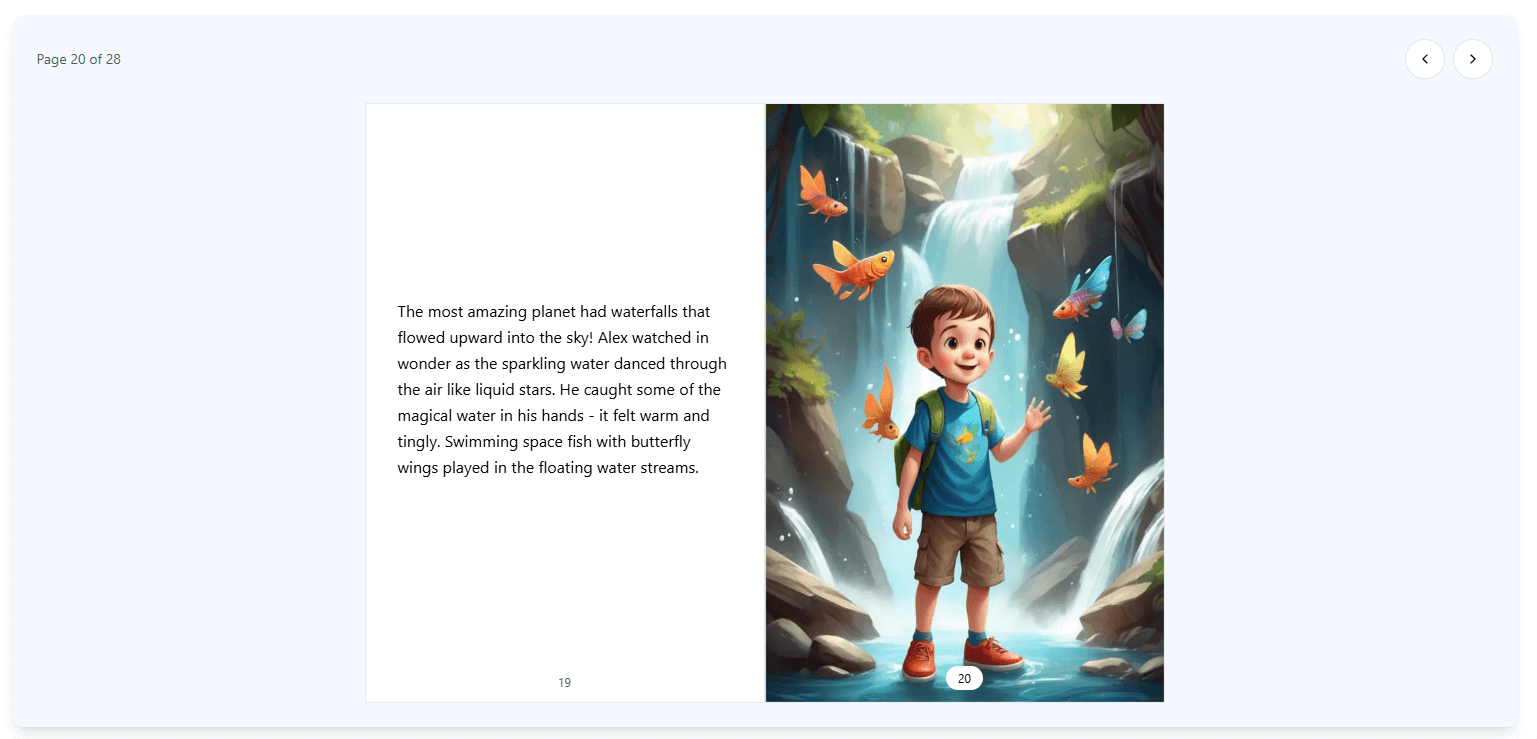 Page 20 of 28
The most amazing planet had waterfalls that
flowed upward into the sky! Alex watched in
wonder as the sparkling water danced through
the air like liquid stars. He caught some of the
magical water in his hands - it felt warm and
tingly. Swimming space fish with butterfly
wings played in the floating water streams.
19
20